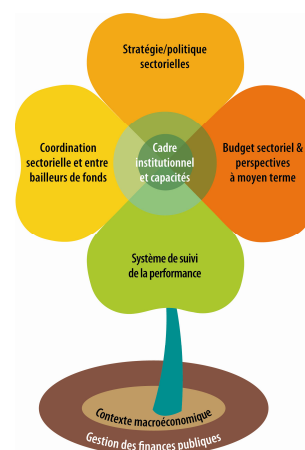 Stratégie/politique
sectorielles
Coordination
sectorielle et entre
bailleurs de fonds
Cadre
institutionnel
et capacités
Budget sectoriel &
perspectives
à moyen terme
Système de suivi
de la performance
Contexte macroéconomique
Gestion des finances publiques